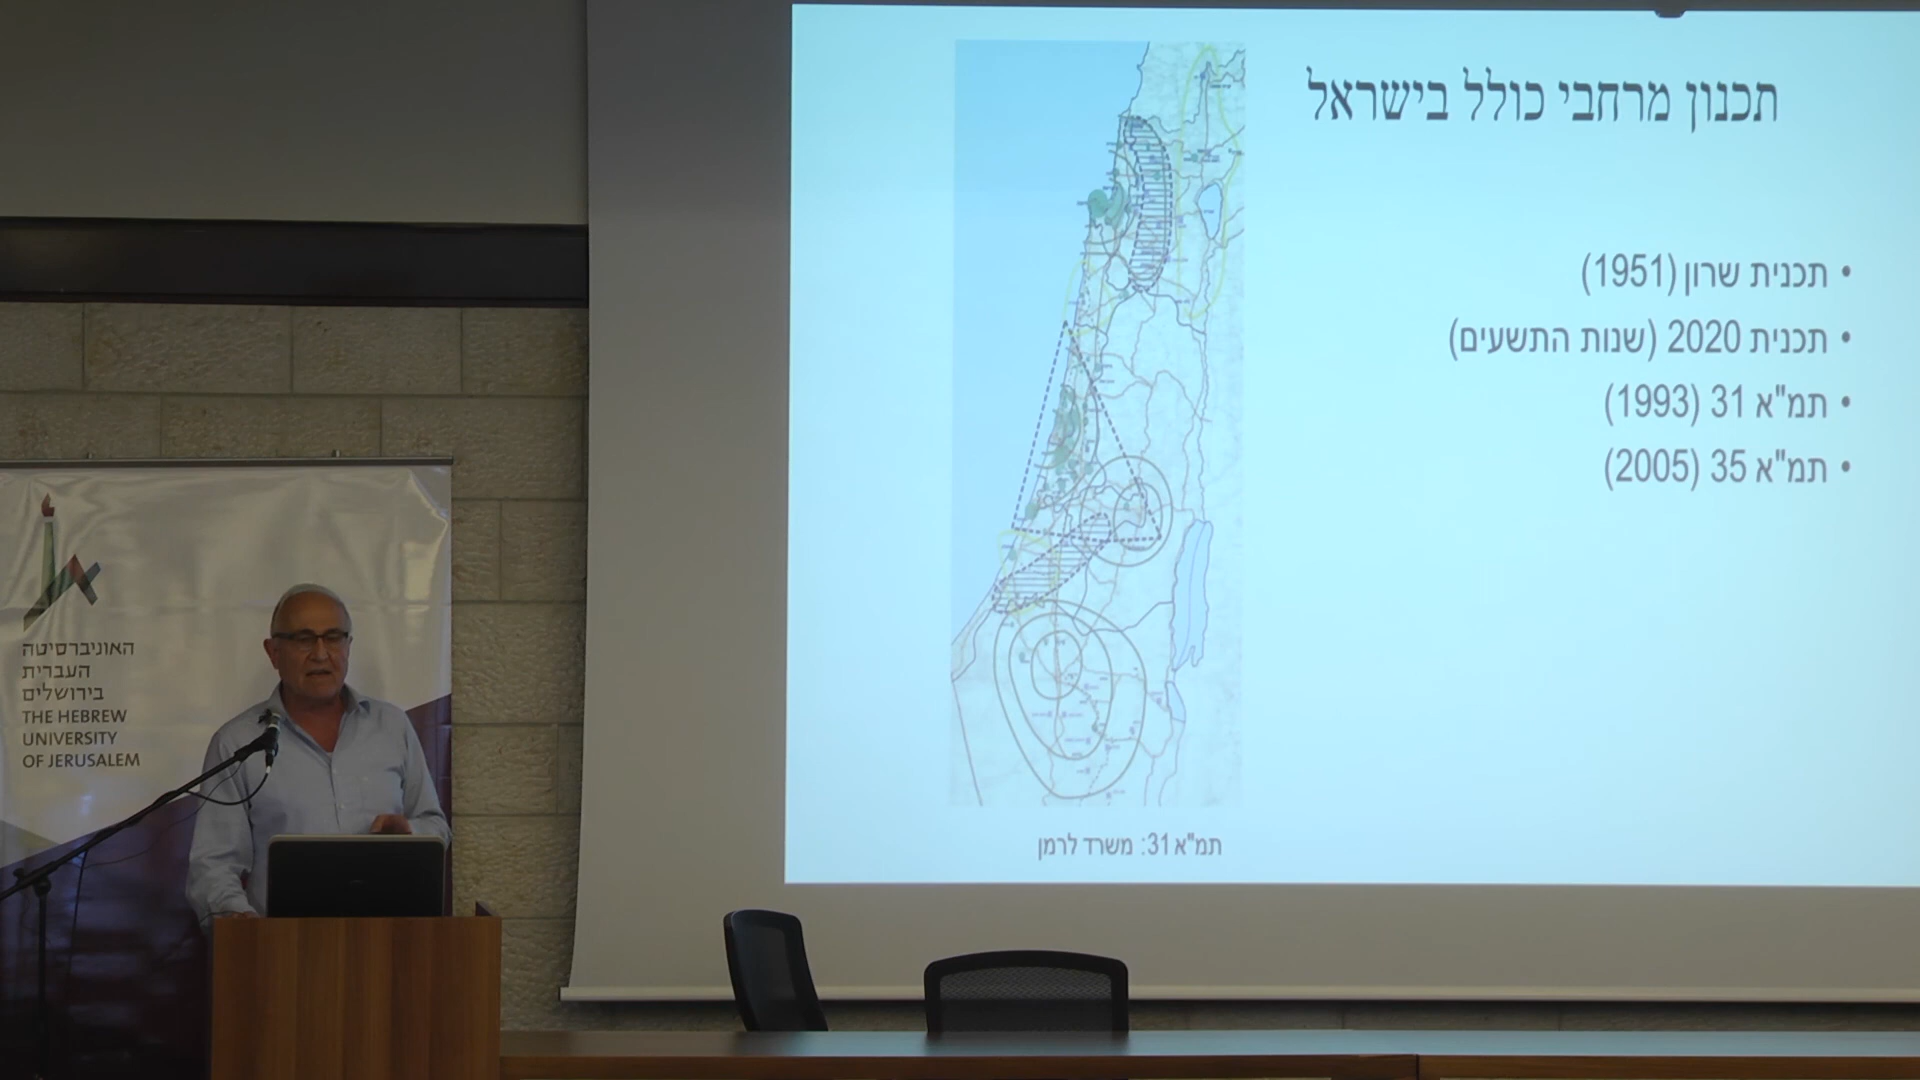 תכנון מרחבי כולל בישראל
• תכנית שרון (1951)
• תכנית 2020 (שנות התשעים)
• תמ"א 31 (1993)
• תמ"א 35 (2005)
תמ"א 31: משרד לרמן
האוניברסיטה
העברית
בירושלים
THE HEBREW
UNIVERSITY
OF JERUSALEM